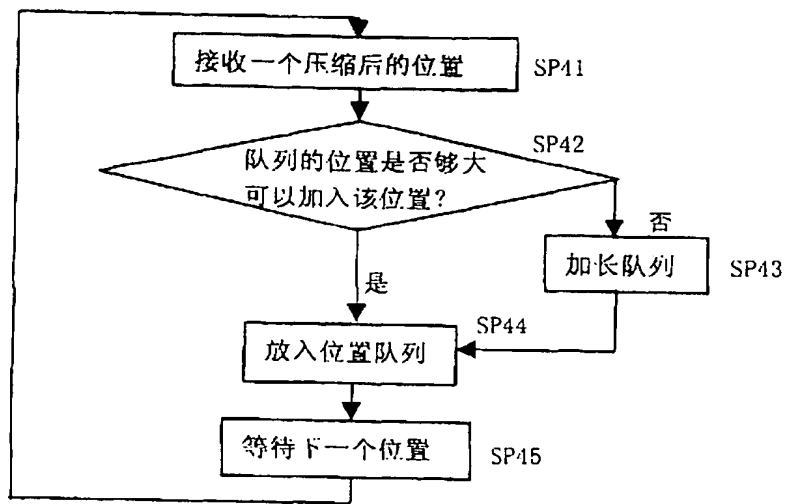 接收一个压缩后的位置
SP41
SP42
队列的位置是否够大
可以加入该位置?
否
加长队列
SP43
是
SP44
放入位置队列
等待下一个位置
SP45